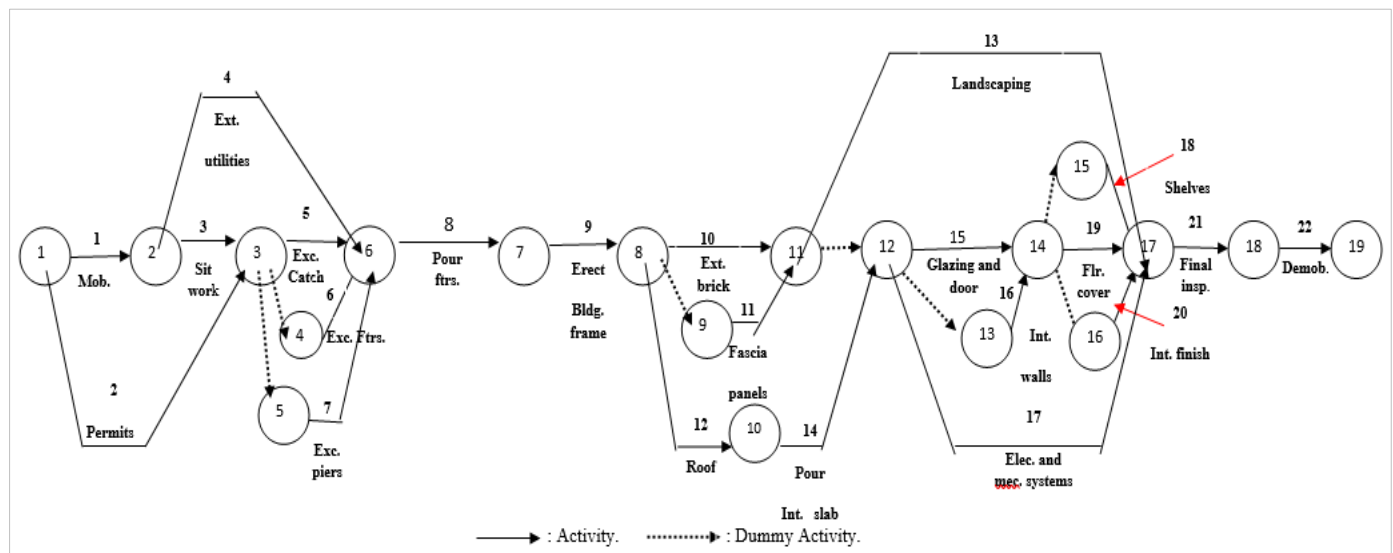 13
Landscaping
4
Ext.
utilities
18
Shelves
15
1
Mob.
1
2
3
Sit
work
3
5
Exc.
Catch
6
8
Pour
ftrs.
7
9
Erect
Bldg.
frame
8
10
Ext.
brick
11
12
15
Glazing and
door
14
19
Flr.
cover
17
21
Final
insp.
18
22
Demob.
19
6
4
Exc. Ftrs.
9
11
Fascia
panels
16
13
Int.
walls
16
20
Int. finish
2
Permits
5
7
Exc.
piers
12
Roof
10
14
Pour
Int. slab
17
Elec. and
mec. systems
: Activity.
: Dummy Activity.